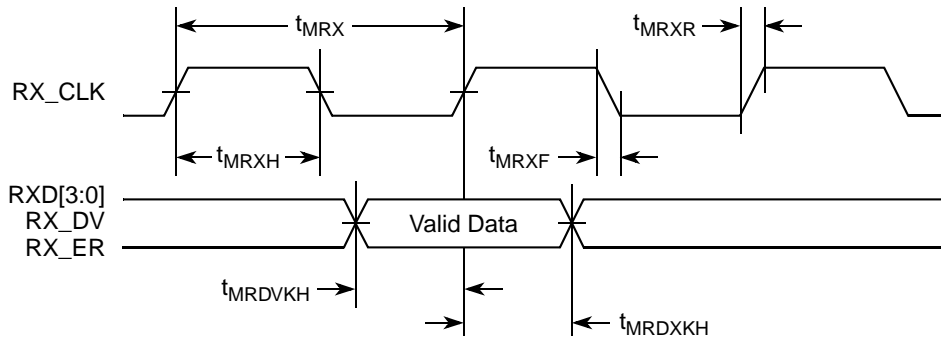 tMRX
tMRXR
RX_CLK
tMRXH
tMRXF
RXD[3:0]
RX_DV
RX_ER
Valid Data
tMRDVKH
tMRDXKH